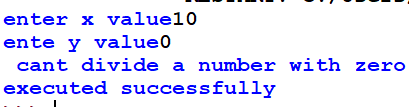 enter x value10
ente y value0
 cant divide a number with zero
executed successfully